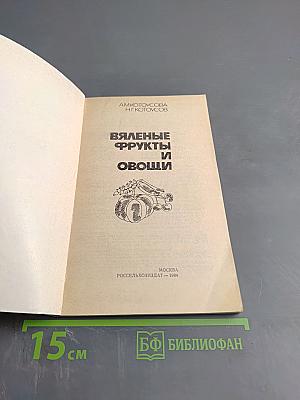 А.М.КОТОУСОВА
Н.Г.КОТОУСОВ
ВЯЛЕНЫЕ
ФРУКТЫ
И
ОВОЩИ
МОСКВА
РОССЕЛЬХОЗИЗДАТ — 1986
15 см
БФ БИБЛИОФАН